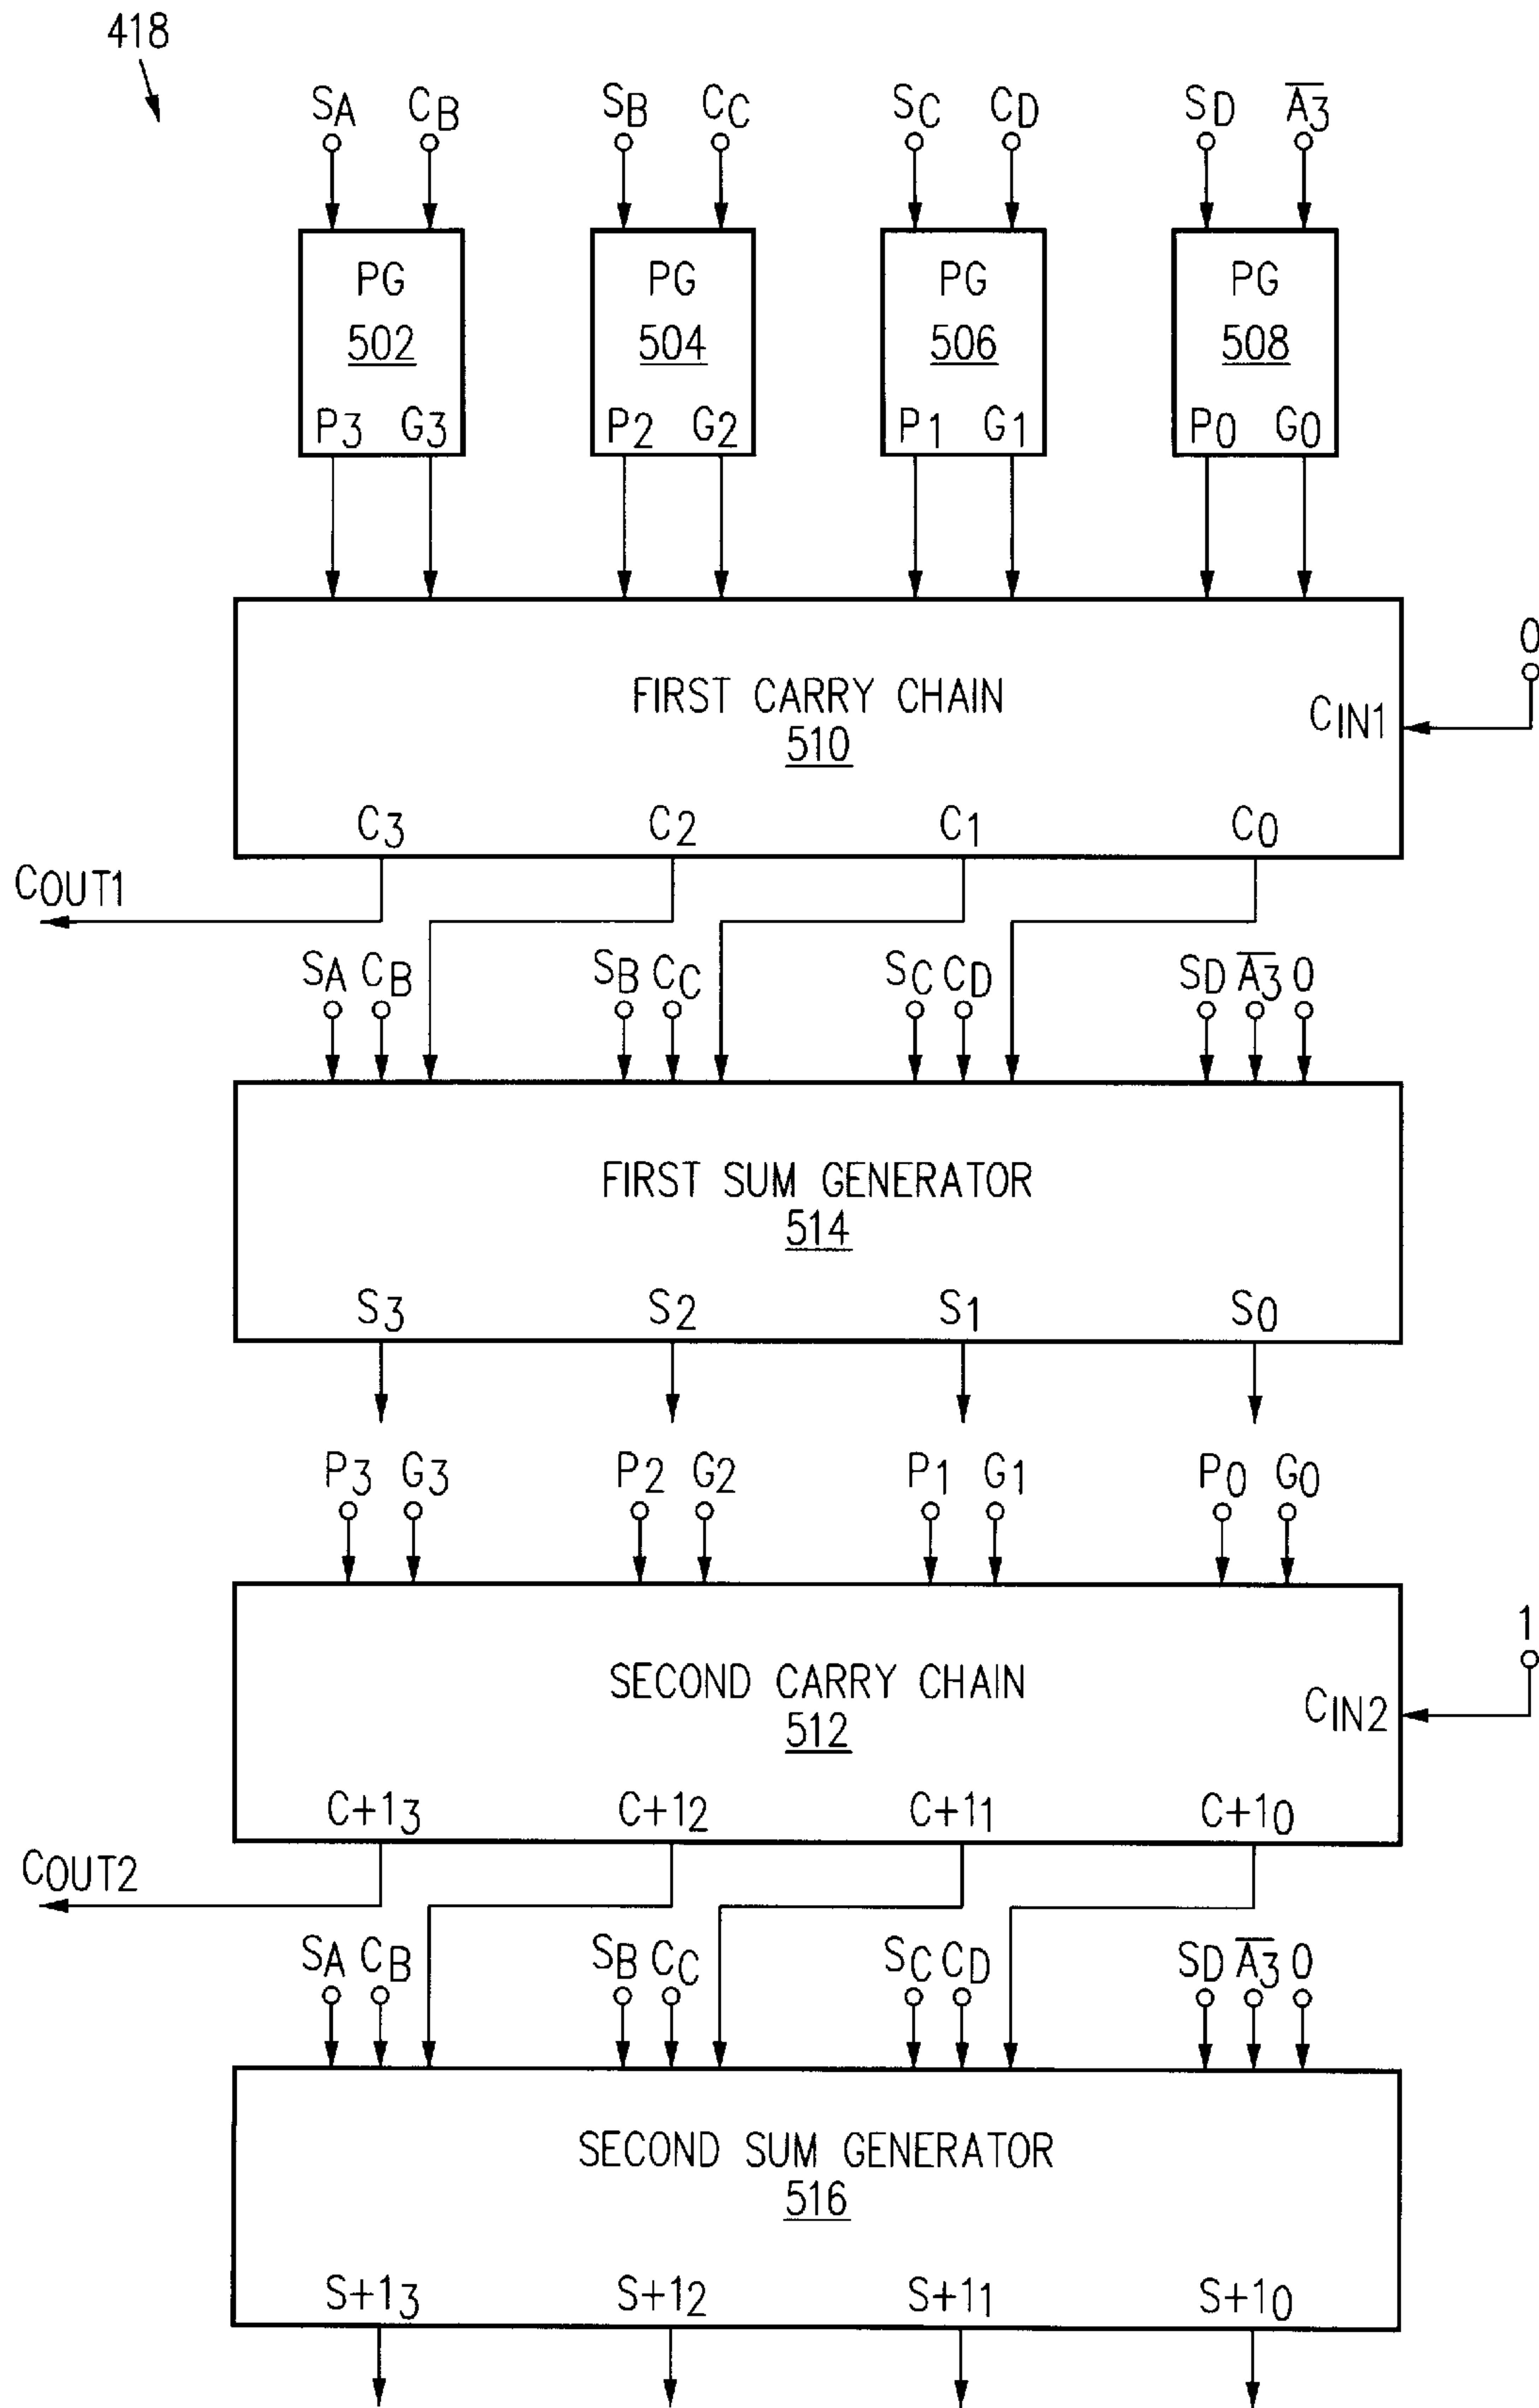 418
SA CB SB CC SC CD SD A̅3̅
PG PG PG PG
502 504 506 508
P3 G3 P2 G2 P1 G1 P0 G0
0
FIRST CARRY CHAIN
CIN1
510
C3 C2 C1 C0
COUT1
SA CB SB CC SC CD SD A̅3̅ 0
FIRST SUM GENERATOR
514
S3 S2 S1 S0
P3 G3 P2 G2 P1 G1 P0 G0
1
SECOND CARRY CHAIN
CIN2
512
C+13 C+12 C+11 C+10
COUT2
SA CB SB CC SC CD SD A̅3̅ 0
SECOND SUM GENERATOR
516
S+13 S+12 S+11 S+10